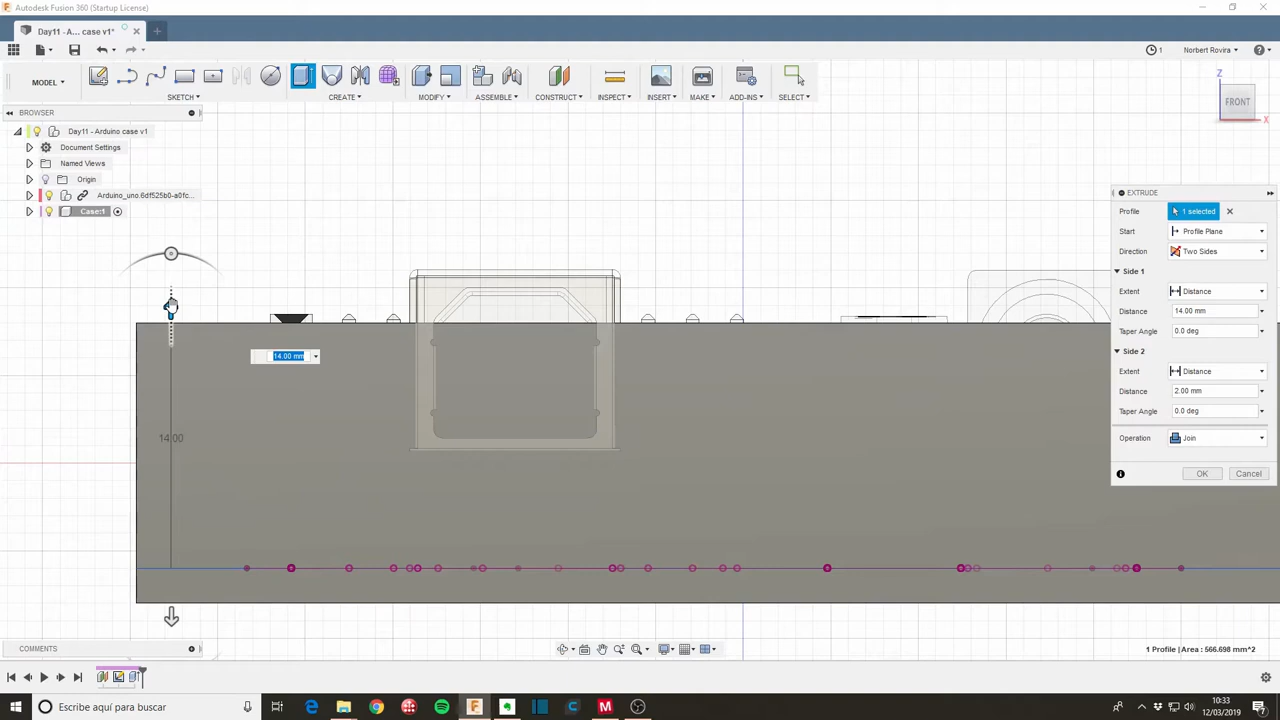 Autodesk Fusion 360 (Startup License)
Day11 - A... case v1*
1
Norbert Rovira
MODEL
SKETCH
CREATE
MODIFY
ASSEMBLE
CONSTRUCT
INSPECT
INSERT
MAKE
ADD-INS
SELECT
BROWSER
Day11 - Arduino case v1
Document Settings
Named Views
Origin
Arduino_uno.6df525b0-a0fc...
Case:1
Z
FRONT
X
EXTRUDE
Profile 1 selected
Start Profile Plane
Direction Two Sides
Side 1
Extent Distance
Distance 14.00 mm
Taper Angle 0.0 deg
Side 2
Extent Distance
Distance 2.00 mm
Taper Angle 0.0 deg
Operation Join
OK Cancel
14.00 mm
14.00
COMMENTS
1 Profile | Area : 566.698 mm^2
Escribe aquí para buscar
10:33
12/03/2019
7